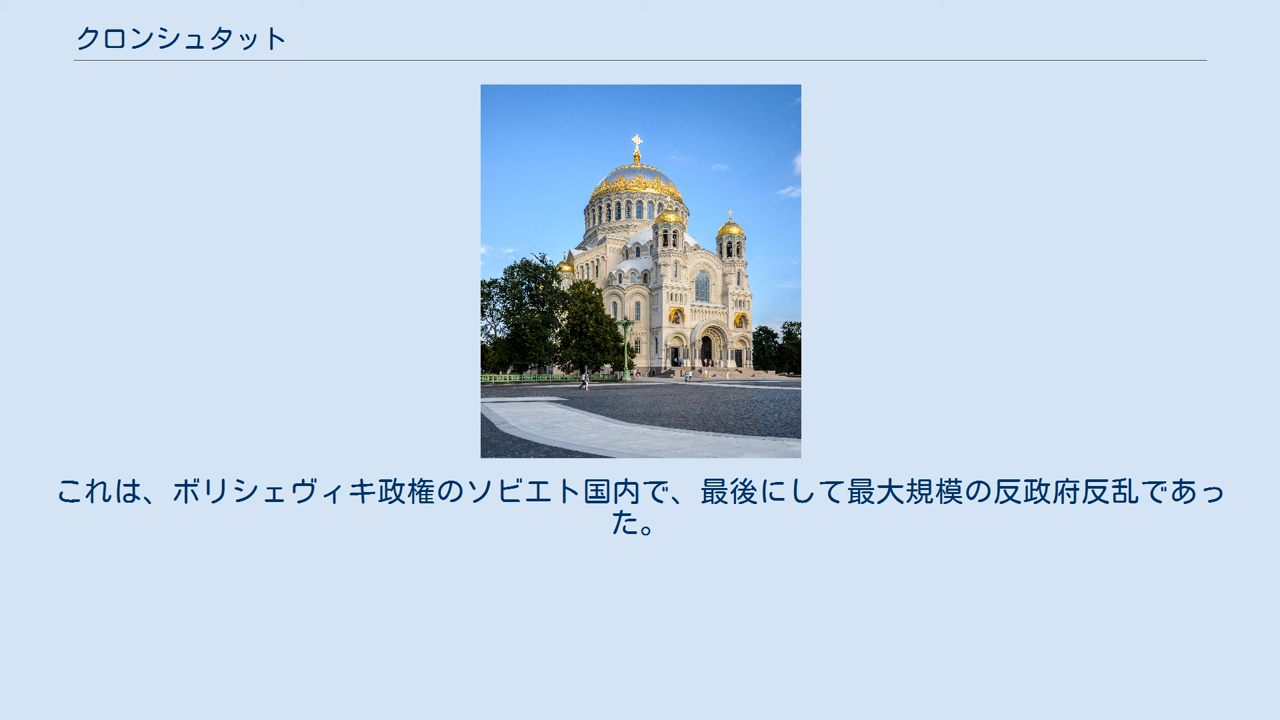 クロンシュタット
これは、ボリシェヴィキ政権のソビエト国内で、最後にして最大規模の反政府反乱であっ
た。